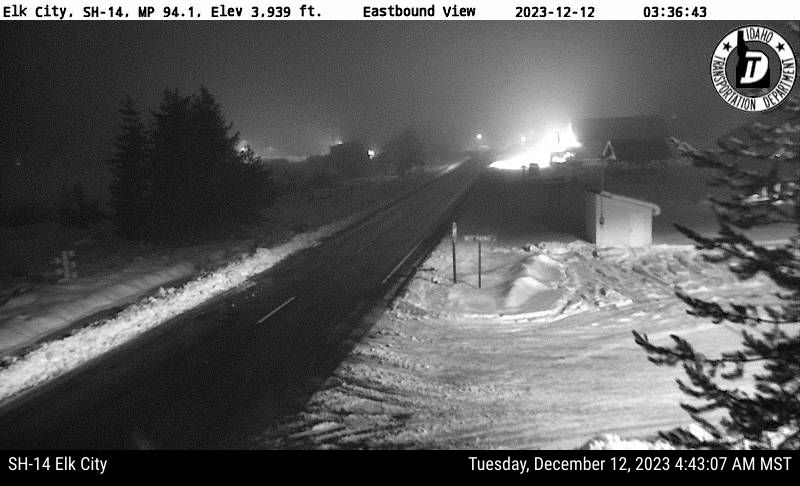 Elk City, SH-14, MP 94.1, Elev 3,939 ft. Eastbound View 2023-12-12 03:36:43
IDAHO
TRANSPORTATION DEPARTMENT
SH-14 Elk City Tuesday, December 12, 2023 4:43:07 AM MST